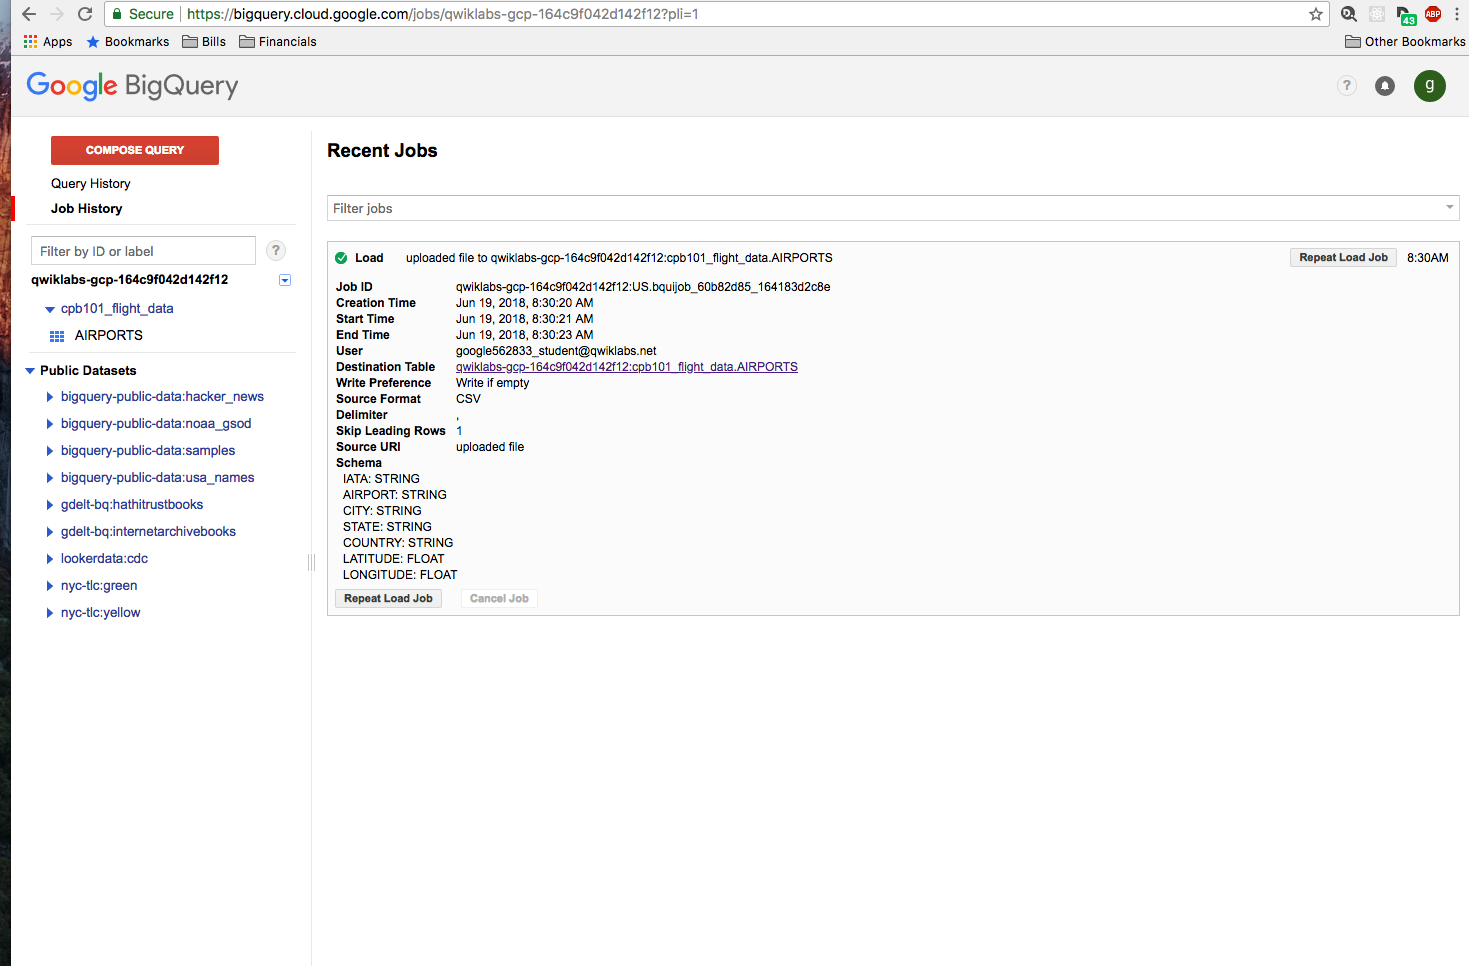 Secure https://bigquery.cloud.google.com/jobs/qwiklabs-gcp-164c9f042d142f12?pli=1
43
ABP
Apps Bookmarks Bills Financials Other Bookmarks
Google BigQuery
? g
COMPOSE QUERY
Query History
Job History
Filter by ID or label ?
qwiklabs-gcp-164c9f042d142f12
cpb101_flight_data
AIRPORTS
Public Datasets
bigquery-public-data:hacker_news
bigquery-public-data:noaa_gsod
bigquery-public-data:samples
bigquery-public-data:usa_names
gdelt-bq:hathitrustbooks
gdelt-bq:internetarchivebooks
lookerdata:cdc
nyc-tlc:green
nyc-tlc:yellow
Recent Jobs
Filter jobs
Load uploaded file to qwiklabs-gcp-164c9f042d142f12:cpb101_flight_data.AIRPORTS Repeat Load Job 8:30AM
Job ID qwiklabs-gcp-164c9f042d142f12:US.bquijob_60b82d85_164183d2c8e
Creation Time Jun 19, 2018, 8:30:20 AM
Start Time Jun 19, 2018, 8:30:21 AM
End Time Jun 19, 2018, 8:30:23 AM
User google562833_student@qwiklabs.net
Destination Table qwiklabs-gcp-164c9f042d142f12:cpb101_flight_data.AIRPORTS
Write Preference Write if empty
Source Format CSV
Delimiter ,
Skip Leading Rows 1
Source URI uploaded file
Schema
IATA: STRING
AIRPORT: STRING
CITY: STRING
STATE: STRING
COUNTRY: STRING
LATITUDE: FLOAT
LONGITUDE: FLOAT
Repeat Load Job Cancel Job